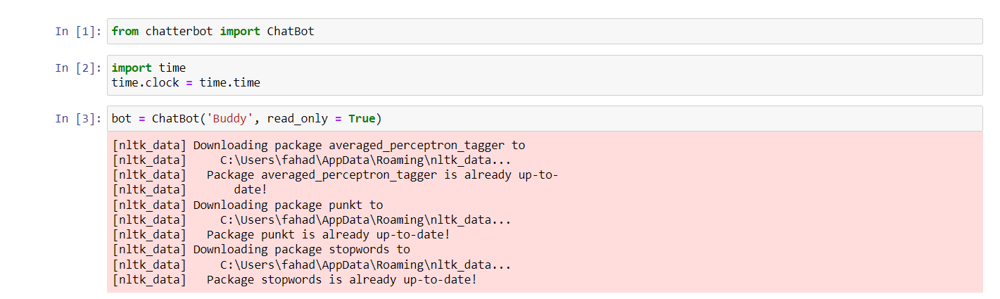 In [1]: from chatterbot import ChatBot
In [2]: import time
time.clock = time.time
In [3]: bot = ChatBot('Buddy', read_only = True)
[nltk_data] Downloading package averaged_perceptron_tagger to
[nltk_data]     C:\Users\fahad\AppData\Roaming\nltk_data...
[nltk_data]   Package averaged_perceptron_tagger is already up-to-
[nltk_data]       date!
[nltk_data] Downloading package punkt to
[nltk_data]     C:\Users\fahad\AppData\Roaming\nltk_data...
[nltk_data]   Package punkt is already up-to-date!
[nltk_data] Downloading package stopwords to
[nltk_data]     C:\Users\fahad\AppData\Roaming\nltk_data...
[nltk_data]   Package stopwords is already up-to-date!